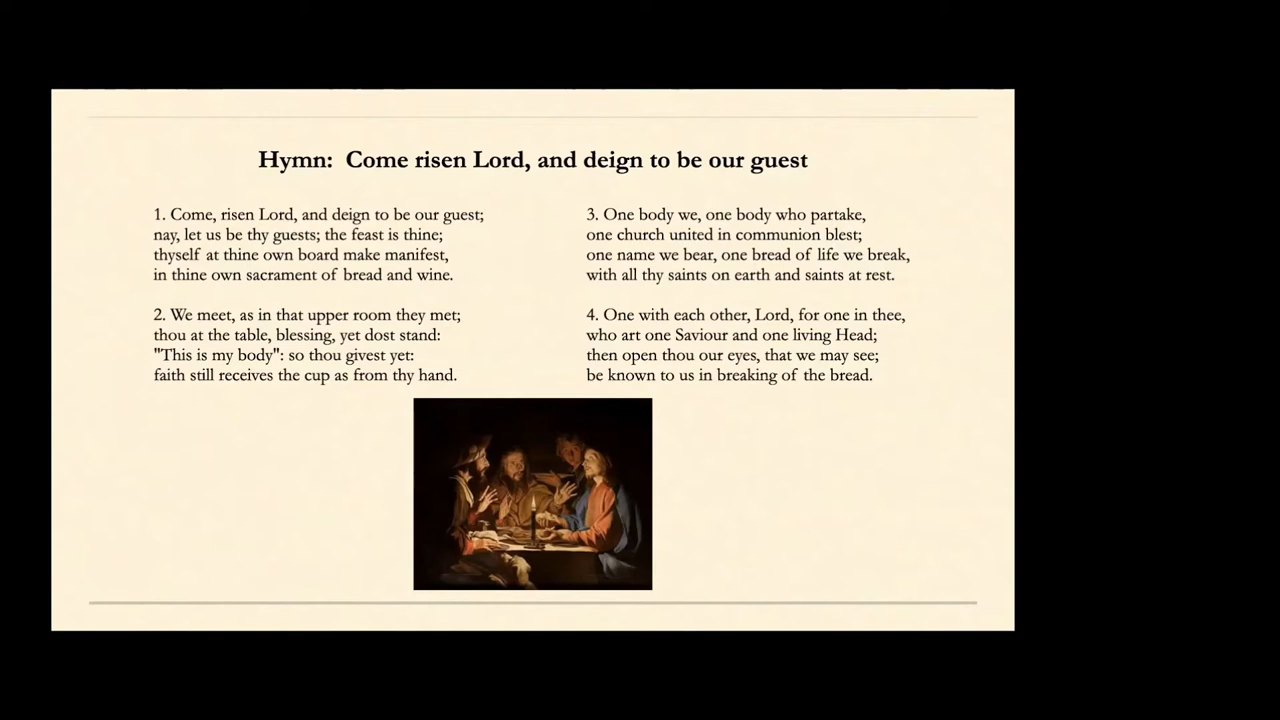 Hymn:  Come risen Lord, and deign to be our guest
1. Come, risen Lord, and deign to be our guest;
nay, let us be thy guests; the feast is thine;
thyself at thine own board make manifest,
in thine own sacrament of bread and wine.
2. We meet, as in that upper room they met;
thou at the table, blessing, yet dost stand:
"This is my body": so thou givest yet:
faith still receives the cup as from thy hand.
3. One body we, one body who partake,
one church united in communion blest;
one name we bear, one bread of life we break,
with all thy saints on earth and saints at rest.
4. One with each other, Lord, for one in thee,
who art one Saviour and one living Head;
then open thou our eyes, that we may see;
be known to us in breaking of the bread.